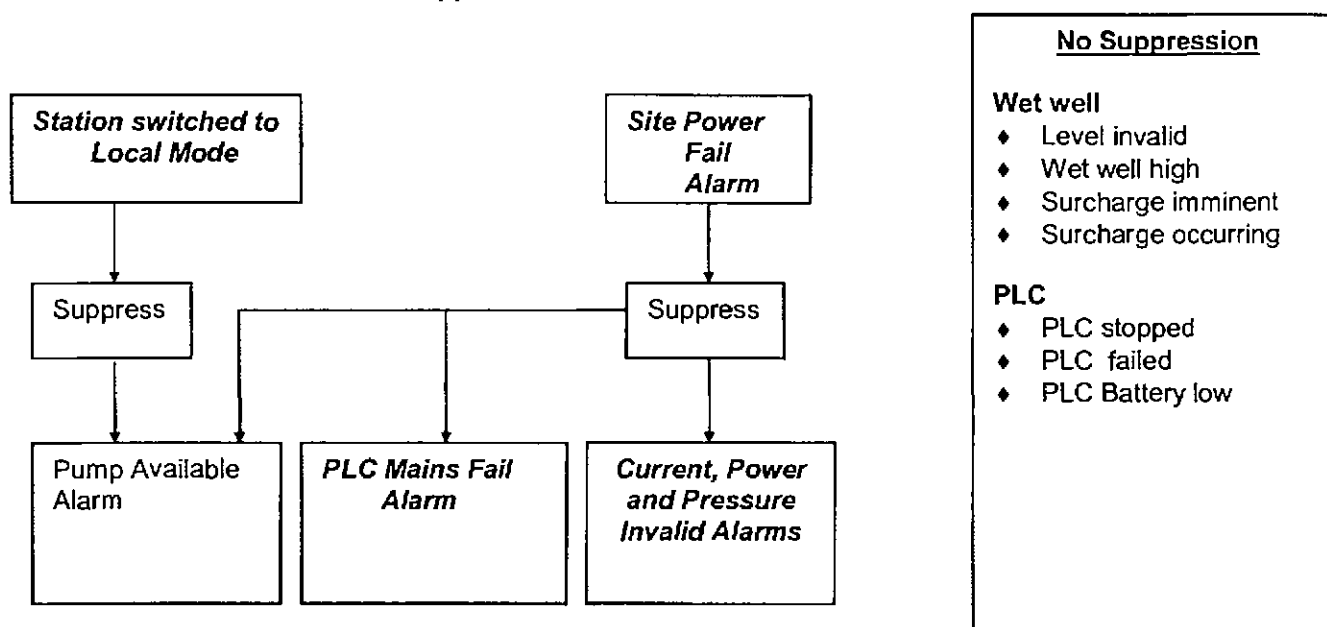 Station switched to
Local Mode
Site Power
Fail
Alarm
Suppress
Suppress
Pump Available
Alarm
PLC Mains Fail
Alarm
Current, Power
and Pressure
Invalid Alarms
No Suppression
Wet well
♦ Level invalid
♦ Wet well high
♦ Surcharge imminent
♦ Surcharge occurring
PLC
♦ PLC stopped
♦ PLC failed
♦ PLC Battery low